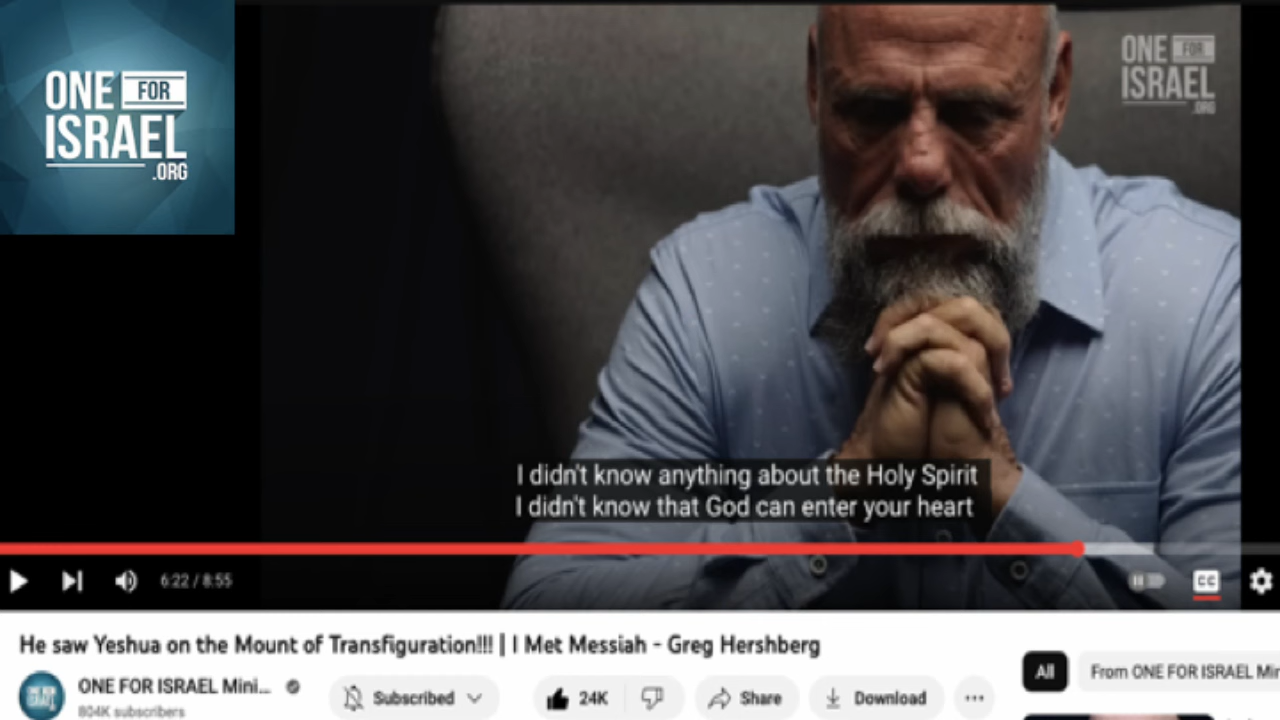 ONE FOR
ISRAEL
.ORG
ONE FOR
ISRAEL
.ORG
I didn't know anything about the Holy Spirit
I didn't know that God can enter your heart
6:22 / 8:55
CC
He saw Yeshua on the Mount of Transfiguration!!! | I Met Messiah - Greg Hershberg
ONE FOR ISRAEL Mini...
804K subscribers
Subscribed
24K
Share
Download
All
From ONE FOR ISRAEL Min